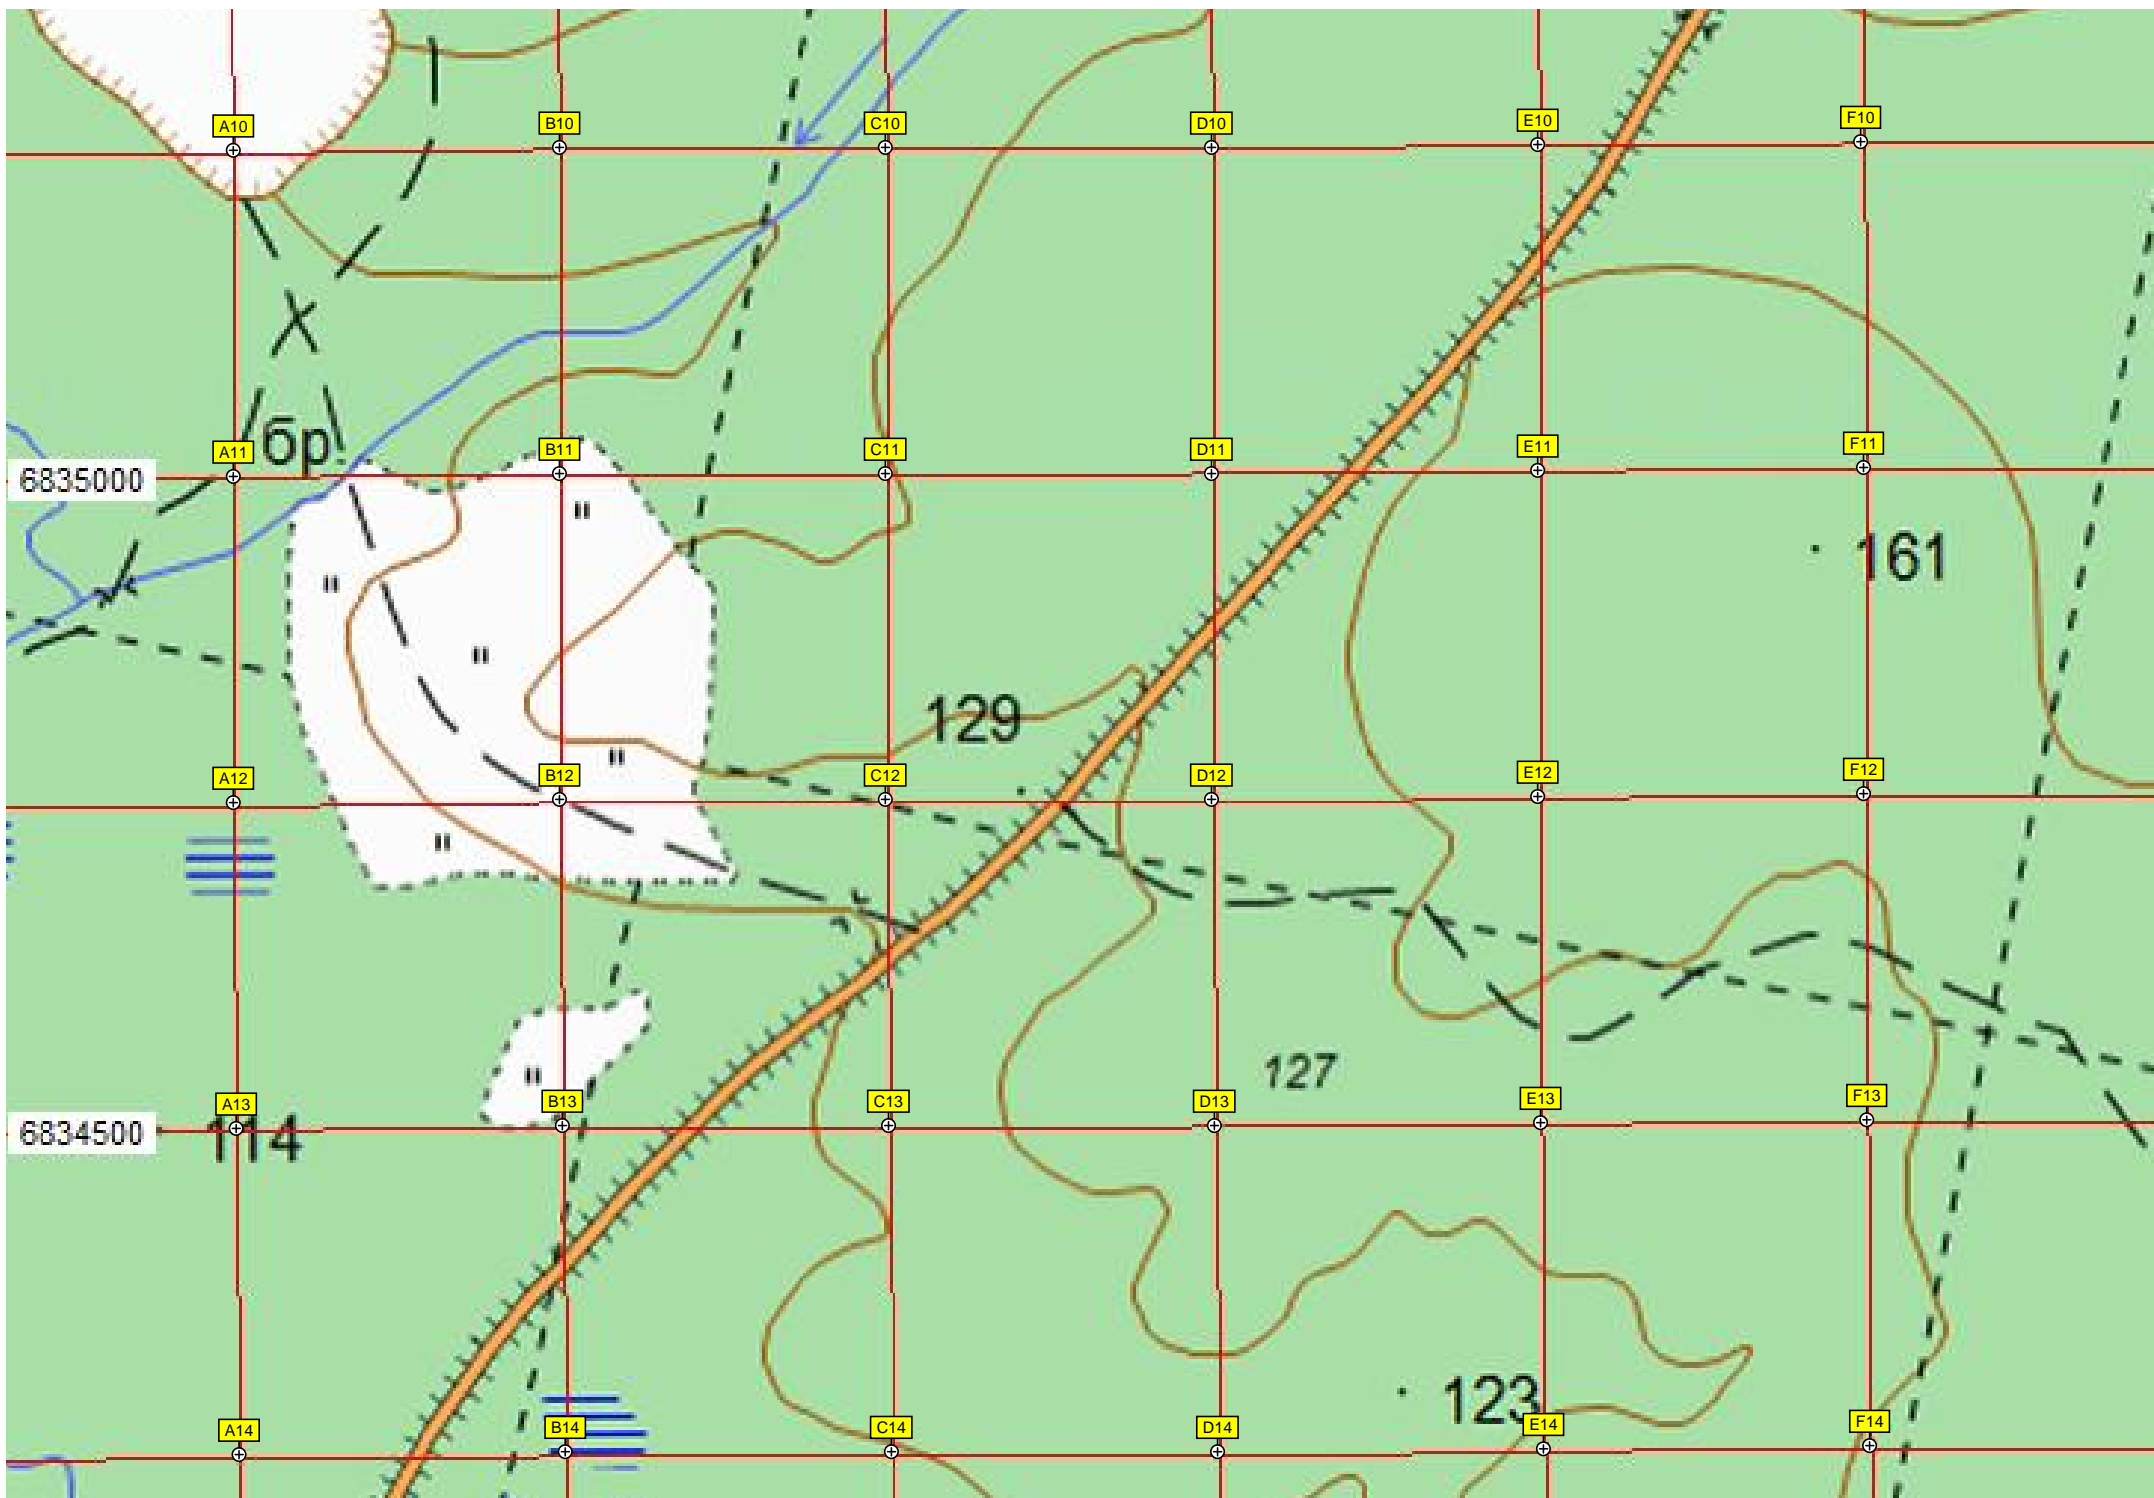 A10 B10 C10 D10 E10 F10
бр.
A11 B11 C11 D11 E11 F11
6835000
161
129
A12 B12 C12 D12 E12 F12
127
A13 B13 C13 D13 E13 F13
6834500
114
123
A14 B14 C14 D14 E14 F14